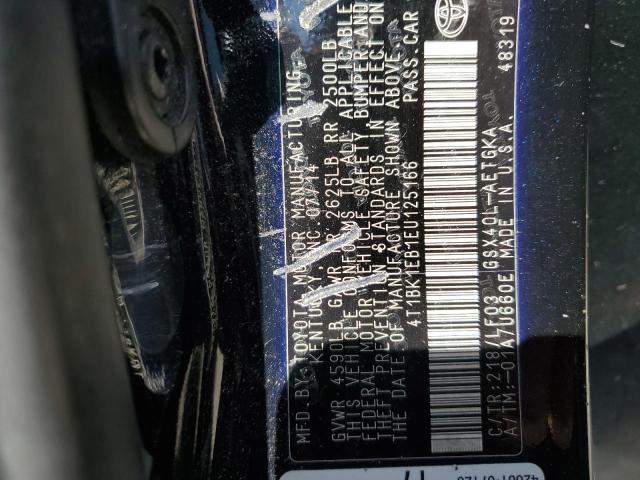 MFD. BY: TOYOTA MOTOR MANUFACTURING,
KENTUCKY, INC. 07/14
GVWR 4590LB GAWR FR 2625LB RR 2500LB
THIS VEHICLE CONFORMS TO ALL APPLICABLE
FEDERAL MOTOR VEHICLE SAFETY BUMPER AND
THEFT PREVENTION STANDARDS IN EFFECT ON
THE DATE OF MANUFACTURE SHOWN ABOVE.
4T1BK1EB1EU125166 PASS. CAR
C/TR:218/LF03 GSX40L-AETGKA
A/TM:-01A/U660E MADE IN U.S.A. 48319